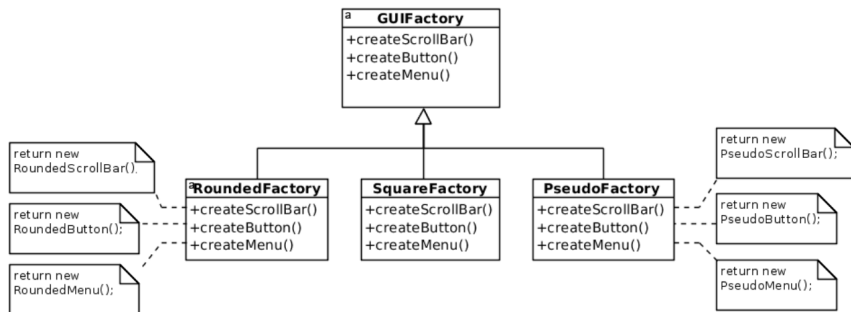 a
GUIFactory
+createScrollBar()
+createButton()
+createMenu()
return new
RoundedScrollBar().
return new
RoundedButton();
return new
RoundedMenu();
a
RoundedFactory
+createScrollBar()
+createButton()
+createMenu()
SquareFactory
+createScrollBar()
+createButton()
+createMenu()
PseudoFactory
+createScrollBar()
+createButton()
+createMenu()
return new
PseudoScrollBar();
return new
PseudoButton();
return new
PseudoMenu();